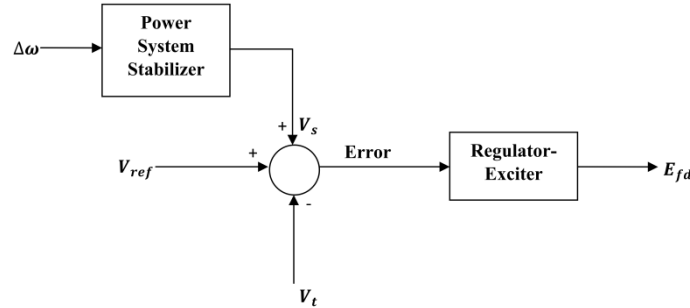 Power
System
Stabilizer
Δω
+ V_s
+
V_ref
Error
Regulator-
Exciter
E_fd
-
V_t